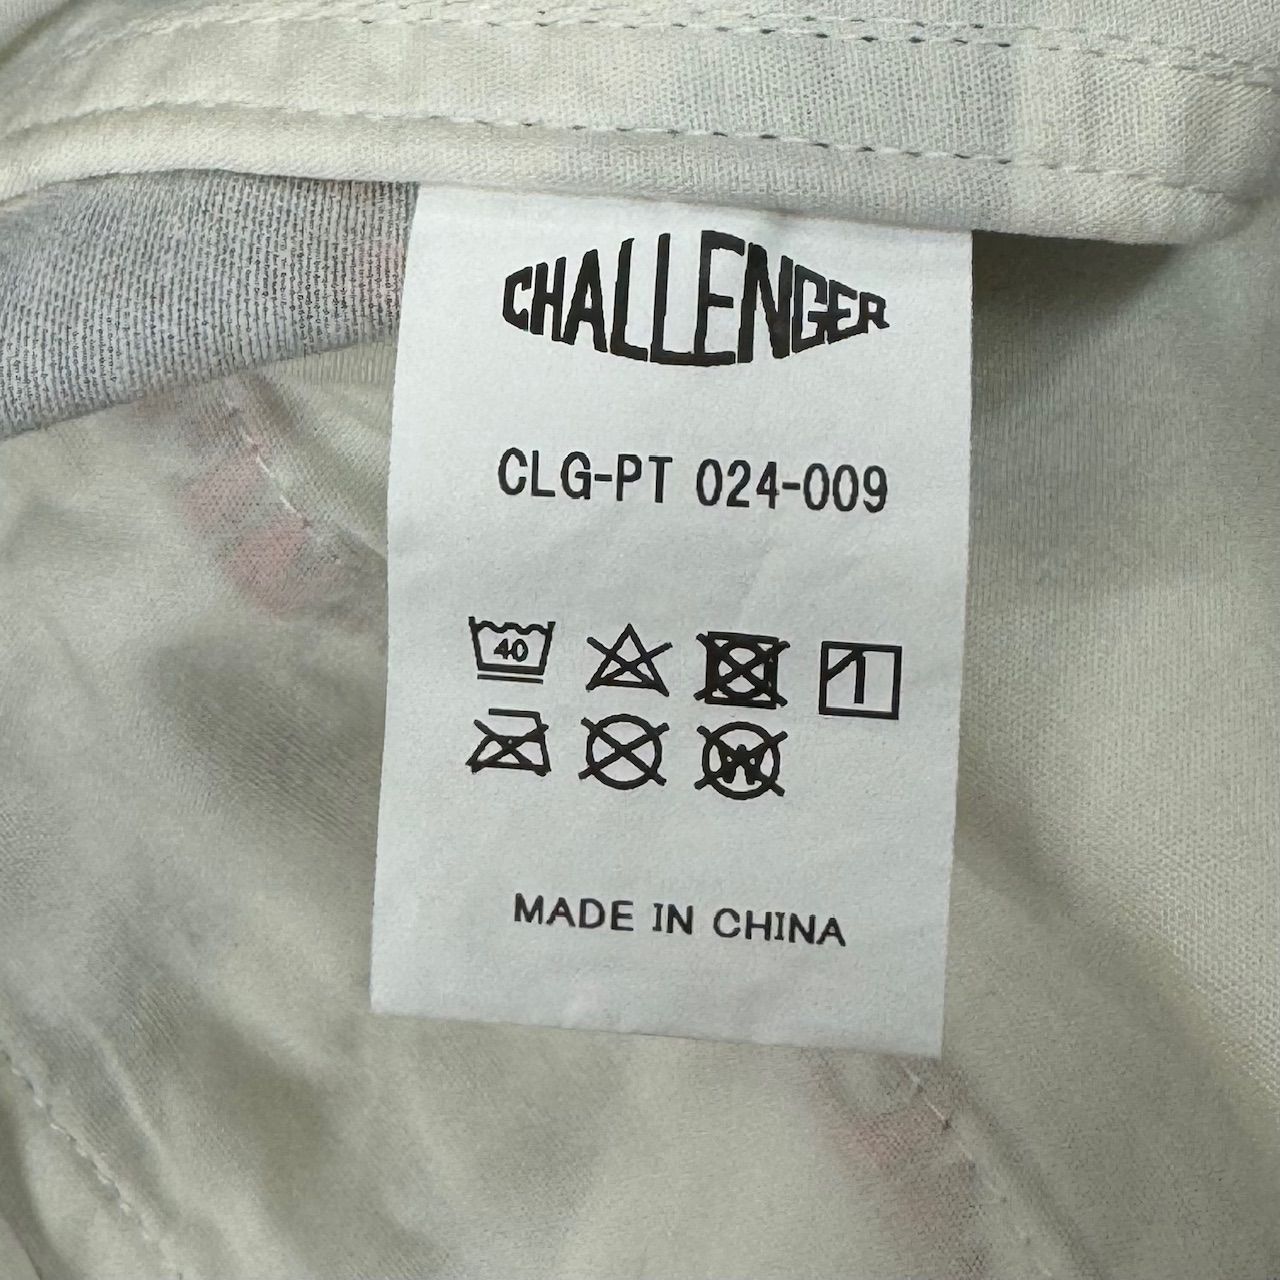 CHALLENGER
CLG-PT 024-009
40
W
MADE IN CHINA